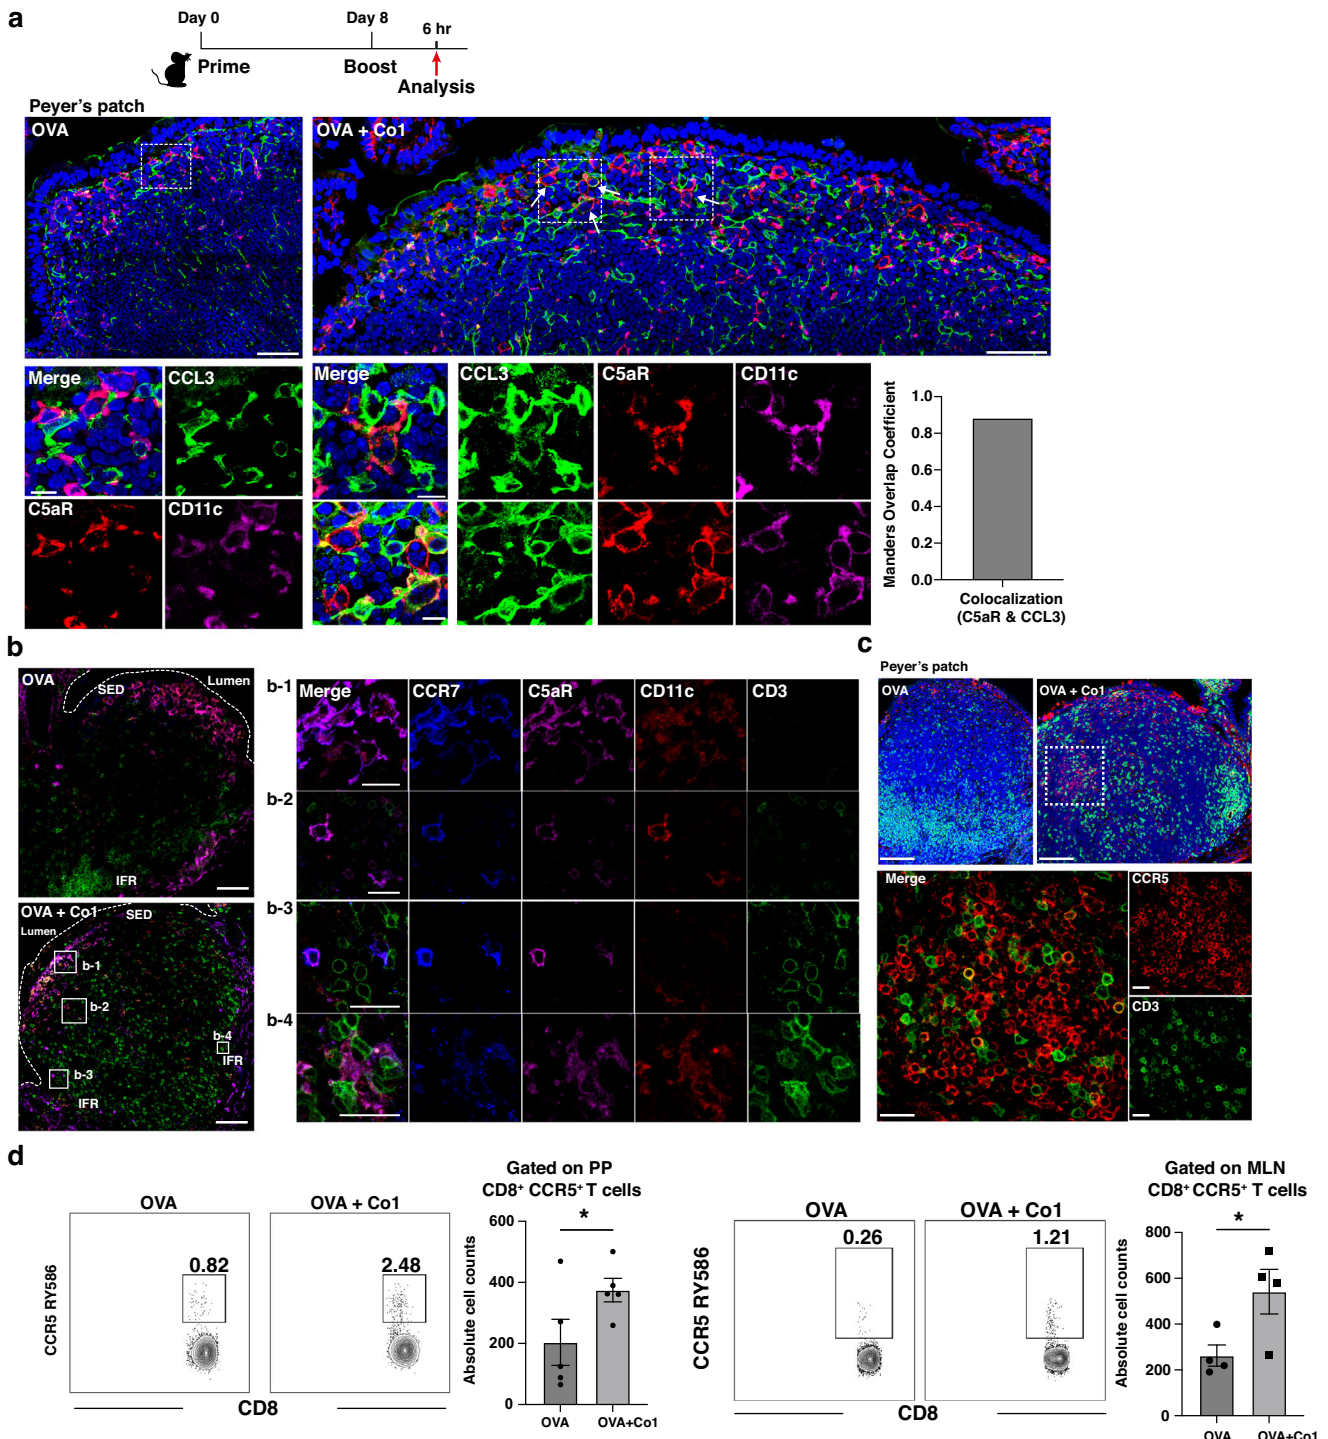 a
Day 0
Day 8
6 hr
Prime
Boost
Analysis
Peyer's patch
OVA
OVA + Co1
Merge
CCL3
C5aR
CD11c
Merge
CCL3
C5aR
CD11c
Manders Overlap Coefficient
1.0
0.8
0.6
0.4
0.2
0.0
Colocalization
(C5aR & CCL3)
b
OVA
SED
Lumen
IFR
OVA + Co1
SED
Lumen
b-1
b-2
b-3
b-4
IFR
IFR
b-1
Merge
CCR7
C5aR
CD11c
CD3
b-2
b-3
b-4
c
Peyer's patch
OVA
OVA + Co1
Merge
CCR5
CD3
d
OVA
OVA + Co1
0.82
2.48
CCR5 RY586
CD8
Gated on PP
CD8⁺ CCR5⁺ T cells
*
Absolute cell counts
600
400
200
0
OVA
OVA+Co1
OVA
OVA + Co1
0.26
1.21
CCR5 RY586
CD8
Gated on MLN
CD8⁺ CCR5⁺ T cells
*
Absolute cell counts
800
600
400
200
0
OVA
OVA+Co1